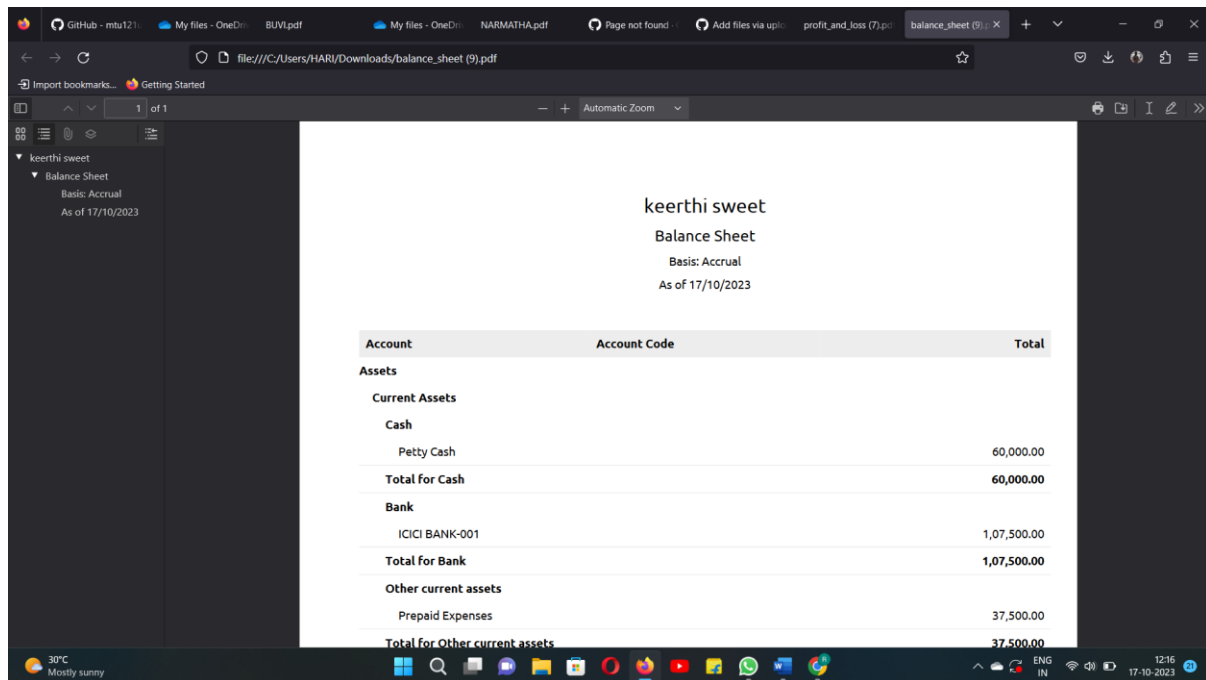 GitHub - mtu121 My files - OneDri BUVI.pdf My files - OneDri NARMATHA.pdf Page not found - Add files via uplo profit_and_loss (7).pd balance_sheet (9).p
file:///C:/Users/HARI/Downloads/balance_sheet (9).pdf
Import bookmarks... Getting Started
1 of 1 Automatic Zoom
keerthi sweet
Balance Sheet
Basis: Accrual
As of 17/10/2023
keerthi sweet
Balance Sheet
Basis: Accrual
As of 17/10/2023
Account Account Code Total
Assets
Current Assets
Cash
Petty Cash 60,000.00
Total for Cash 60,000.00
Bank
ICICI BANK-001 1,07,500.00
Total for Bank 1,07,500.00
Other current assets
Prepaid Expenses 37,500.00
Total for Other current assets 37,500.00
30°C
Mostly sunny
ENG
IN
12:16
17-10-2023
21